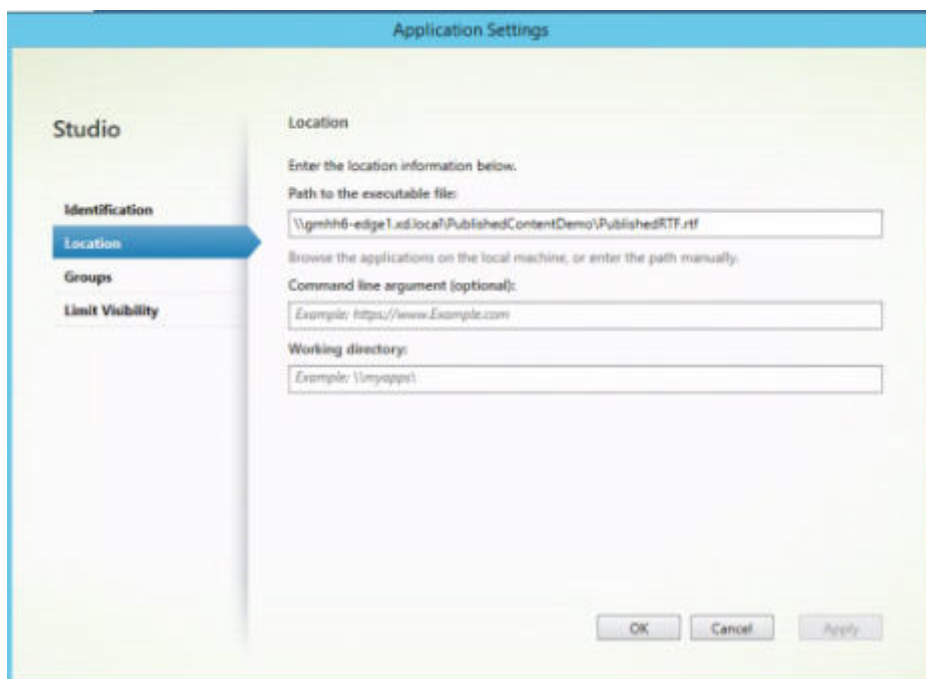 Application Settings
Studio
Identification
Location
Groups
Limit Visibility
Location
Enter the location information below.
Path to the executable file:
\\grnhh6-edge1.xd.local\PublishedContentDemo\PublishedRTF.rtf
Browse the applications on the local machine, or enter the path manually.
Command line argument (optional):
Example: https://www.Example.com
Working directory:
Example: \\myapps\
OK
Cancel
Apply